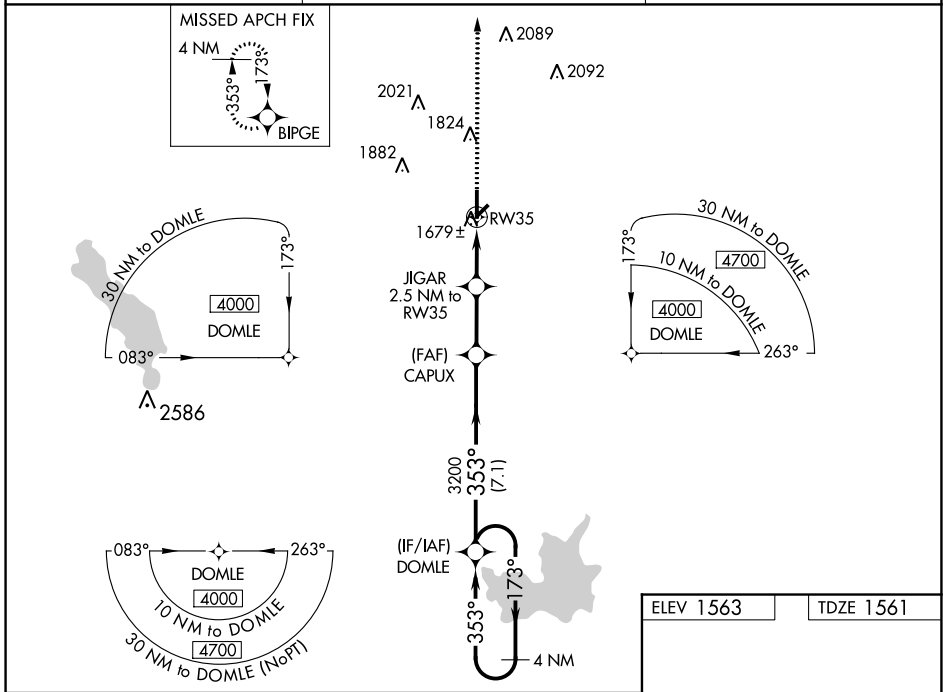 MISSED APCH FIX
4 NM
353°
173°
BIPGE
2089
2092
2021
1824
1882
RW35
1679±
JIGAR
2.5 NM to
RW35
(FAF)
CAPUX
3200
353°
(7.1)
(IF/IAF)
DOMLE
353°
173°
4 NM
30 NM to DOMLE
173°
4000
DOMLE
083°
2586
30 NM to DOMLE
4700
173°
10 NM to DOMLE
4000
DOMLE
263°
083°
263°
DOMLE
4000
10 NM to DOMLE
4700
30 NM to DOMLE (NoPT)
ELEV 1563
TDZE 1561